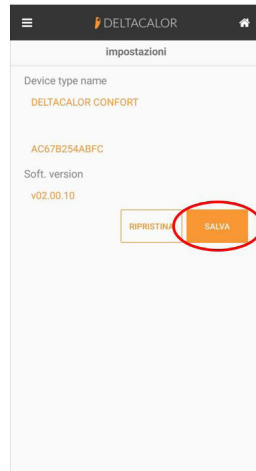 DELTACALOR
impostazioni
Device type name
DELTACALOR CONFORT
AC67B254ABFC
Soft. version
v02.00.10
RIPRISTINA SALVA